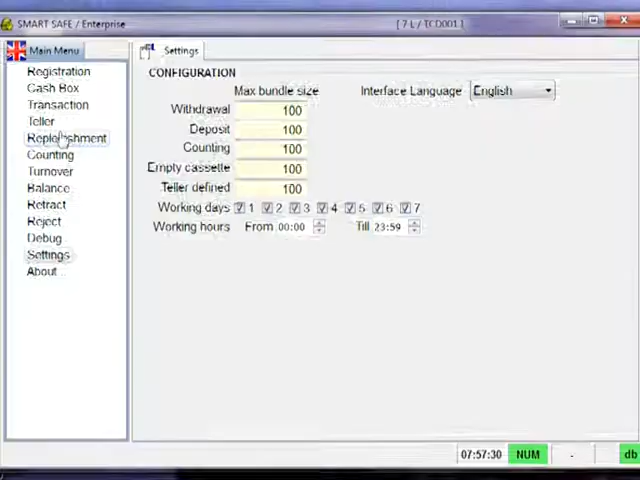 SMART SAFE / Enterprise [ 7 L / TCD001 ]
Main Menu
Registration
Cash Box
Transaction
Teller
Replenishment
Counting
Turnover
Balance
Retract
Reject
Debug
Settings
About
Settings
CONFIGURATION
Max bundle size
Withdrawal 100
Deposit 100
Counting 100
Empty cassette 100
Teller defined 100
Working days 1 2 3 4 5 6 7
Working hours From 00:00 Till 23:59
Interface Language English
07:57:30 NUM - db